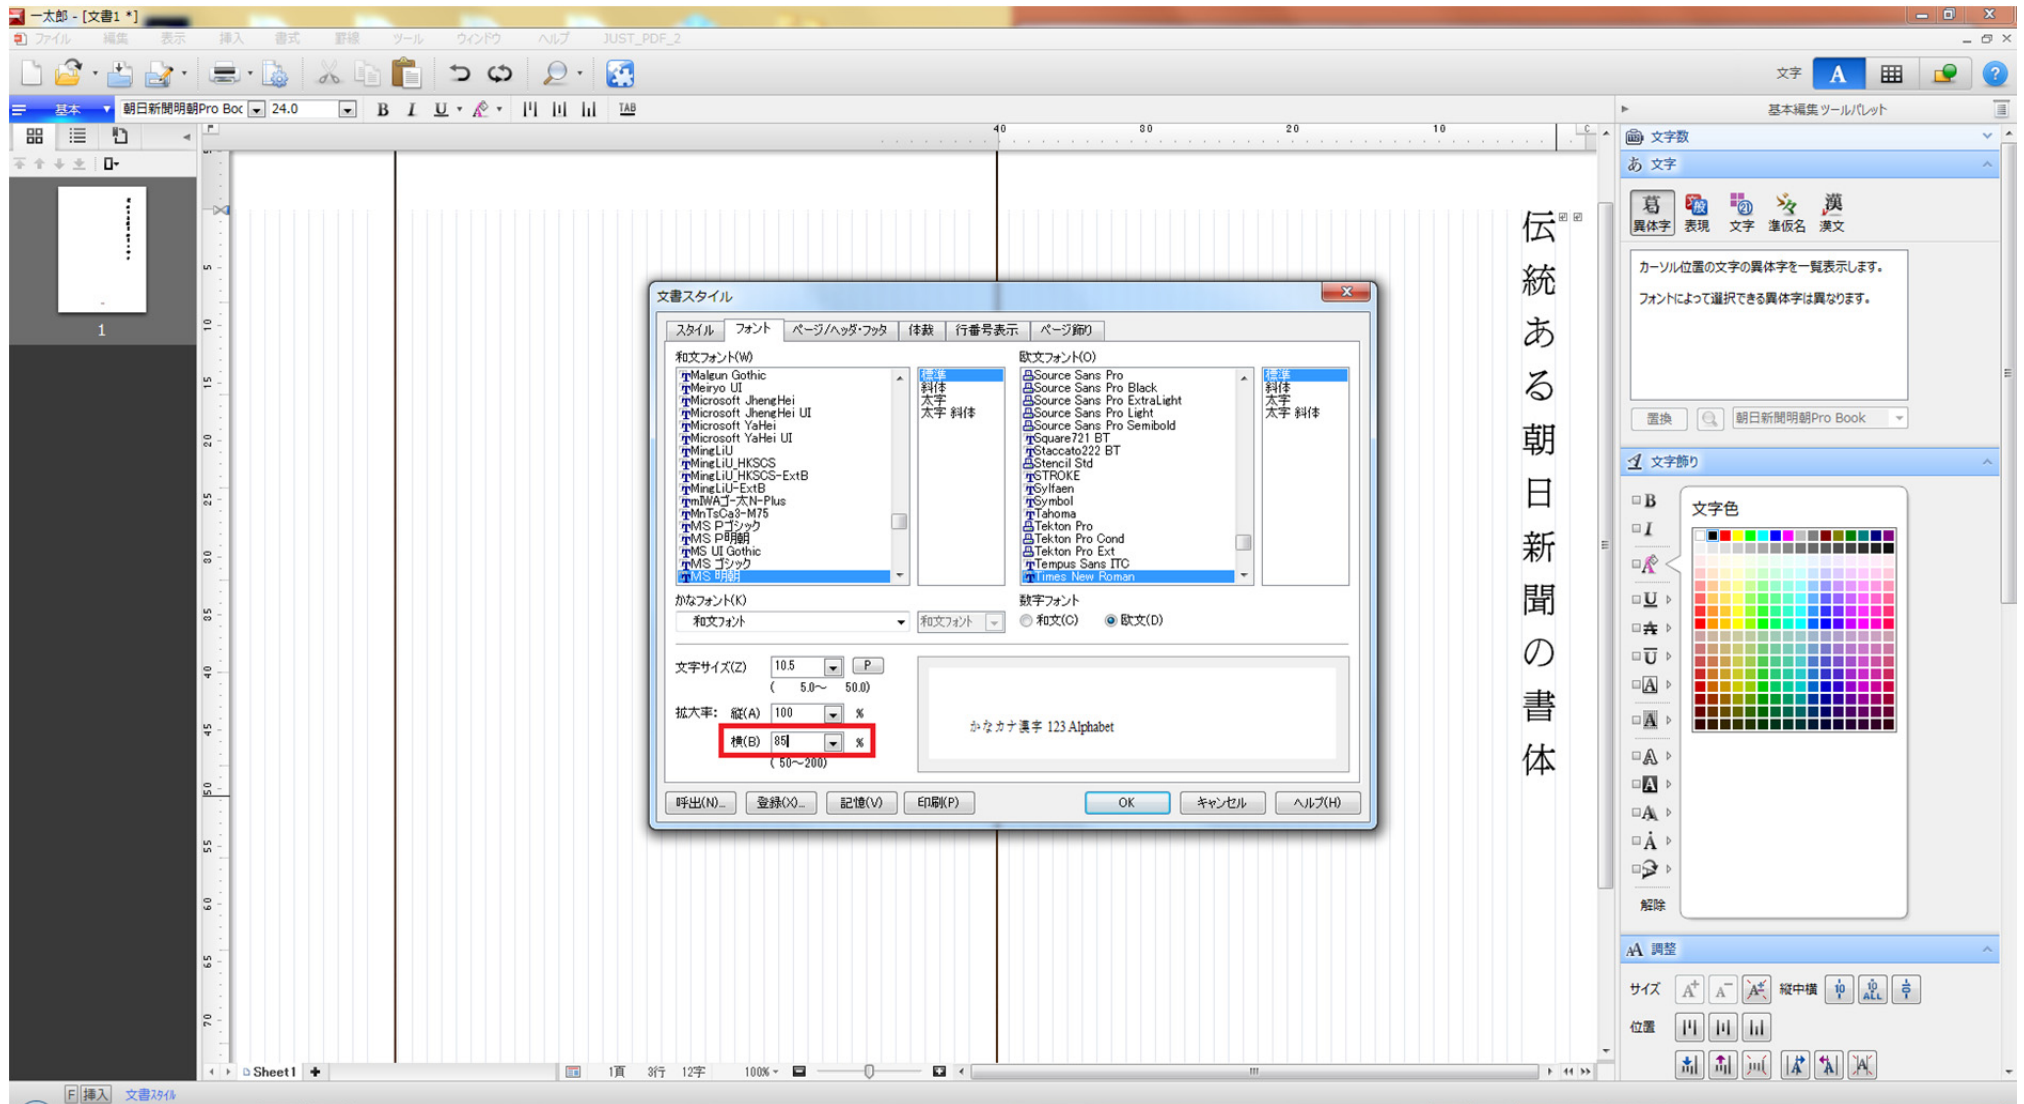 一太郎 - [文書1 *]
ファイル 編集 表示 挿入 書式 罫線 ツール ウィンドウ ヘルプ JUST_PDF_2
文字
基本 朝日新聞明朝Pro Boo 24.0 B I U TAB
基本編集 ツールパレット
40 30 20 10
1
伝統ある朝日新聞の書体
文書スタイル
スタイル フォント ページ/ヘッダ・フッタ 体裁 行番号表示 ページ飾り
和文フォント(W)
Malgun Gothic
Meiryo UI
Microsoft JhengHei
Microsoft JhengHei UI
Microsoft YaHei
Microsoft YaHei UI
MingLiU
MingLiU_HKSCS
MingLiU_HKSCS-ExtB
MingLiU-ExtB
mIWAゴ-太N-Plus
MnTsCa3-M75
MS Pゴシック
MS P明朝
MS UI Gothic
MS ゴシック
MS 明朝
標準
斜体
太字
太字 斜体
欧文フォント(O)
Source Sans Pro
Source Sans Pro Black
Source Sans Pro ExtraLight
Source Sans Pro Light
Source Sans Pro Semibold
Square721 BT
Staccato222 BT
Stencil Std
STROKE
Sylfaen
Symbol
Tahoma
Tekton Pro
Tekton Pro Cond
Tekton Pro Ext
Tempus Sans ITC
Times New Roman
標準
斜体
太字
太字 斜体
かなフォント(K)
和文フォント 和文フォント
数字フォント
和文(C) 欧文(D)
文字サイズ(Z) 10.5 P
( 5.0～ 50.0)
拡大率: 縦(A) 100 %
横(B) 85 %
( 50～200)
かなカナ漢字 123 Alphabet
呼出(N)... 登録(X)... 記憶(V) 印刷(P) OK キャンセル ヘルプ(H)
文字数
文字
異体字 表現 文字 準仮名 漢文
カーソル位置の文字の異体字を一覧表示します。
フォントによって選択できる異体字は異なります。
置換 朝日新聞明朝Pro Book
文字飾り
文字色
解除
調整
サイズ 縦中横
位置
Sheet1 1頁 3行 12字 100%
挿入 文書スタイル